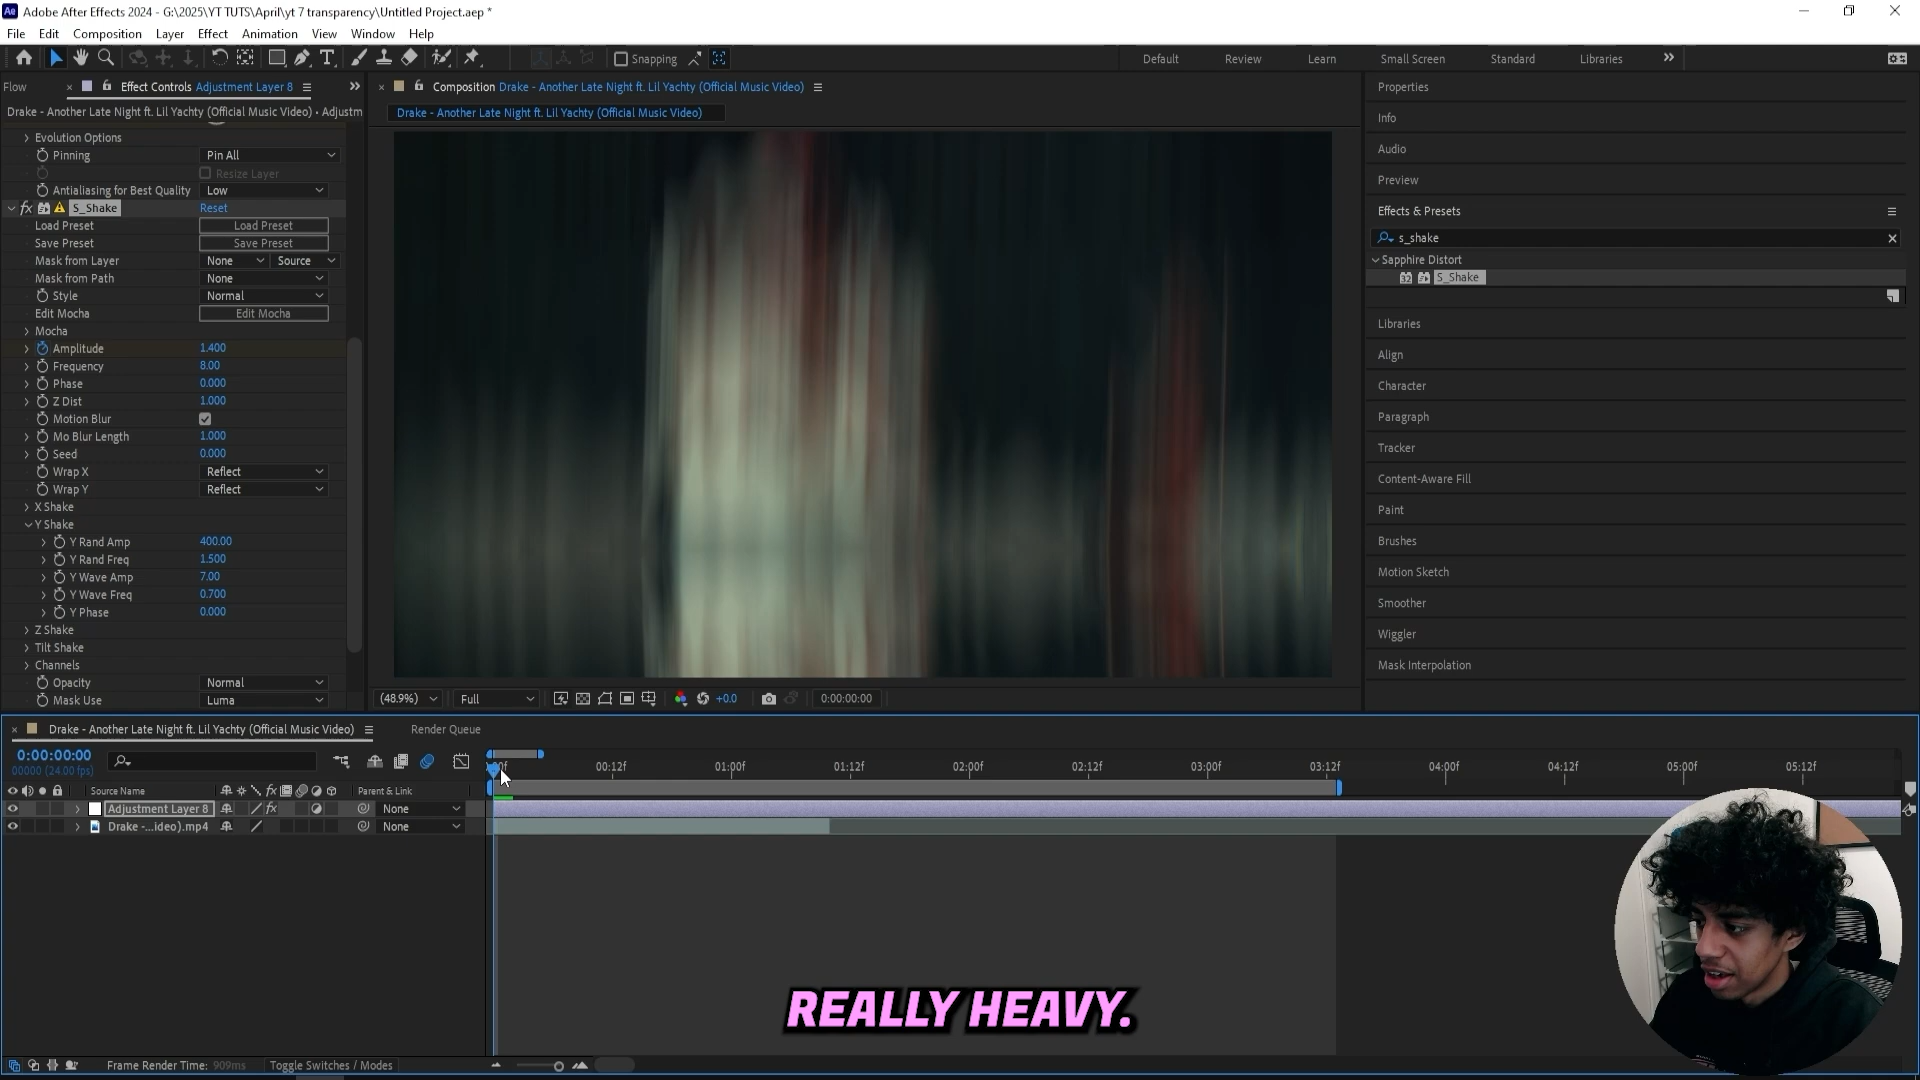 Adobe After Effects 2024 - G:\2025\YT TUTS\April\yt 7 transparency\Untitled Project.aep *
File Edit Composition Layer Effect Animation View Window Help
Snapping
Default Review Learn Small Screen Standard Libraries
Flow
Effect Controls Adjustment Layer 8
Drake - Another Late Night ft. Lil Yachty (Official Music Video) • Adjustm
Evolution Options
Pinning Pin All
Resize Layer
Antialiasing for Best Quality Low
fx S_Shake Reset
Load Preset Load Preset
Save Preset Save Preset
Mask from Layer None Source
Mask from Path None
Style Normal
Edit Mocha Edit Mocha
Mocha
Amplitude 1.400
Frequency 8.00
Phase 0.000
Z Dist 1.000
Motion Blur
Mo Blur Length 1.000
Seed 0.000
Wrap X Reflect
Wrap Y Reflect
X Shake
Y Shake
Y Rand Amp 400.00
Y Rand Freq 1.500
Y Wave Amp 7.00
Y Wave Freq 0.700
Y Phase 0.000
Z Shake
Tilt Shake
Channels
Opacity Normal
Mask Use Luma
Composition Drake - Another Late Night ft. Lil Yachty (Official Music Video)
Drake - Another Late Night ft. Lil Yachty (Official Music Video)
(48.9%) Full +0.0 0:00:00:00
Properties
Info
Audio
Preview
Effects & Presets
s_shake
Sapphire Distort
32 S_Shake
Libraries
Align
Character
Paragraph
Tracker
Content-Aware Fill
Paint
Brushes
Motion Sketch
Smoother
Wiggler
Mask Interpolation
Drake - Another Late Night ft. Lil Yachty (Official Music Video) Render Queue
0:00:00:00
00000 (24.00 fps)
00:12f 01:00f 01:12f 02:00f 02:12f 03:00f 03:12f 04:00f 04:12f 05:00f 05:12f
Source Name fx Parent & Link
Adjustment Layer 8 fx None
Drake -...ideo).mp4 None
REALLY HEAVY.
Frame Render Time: 909ms Toggle Switches / Modes